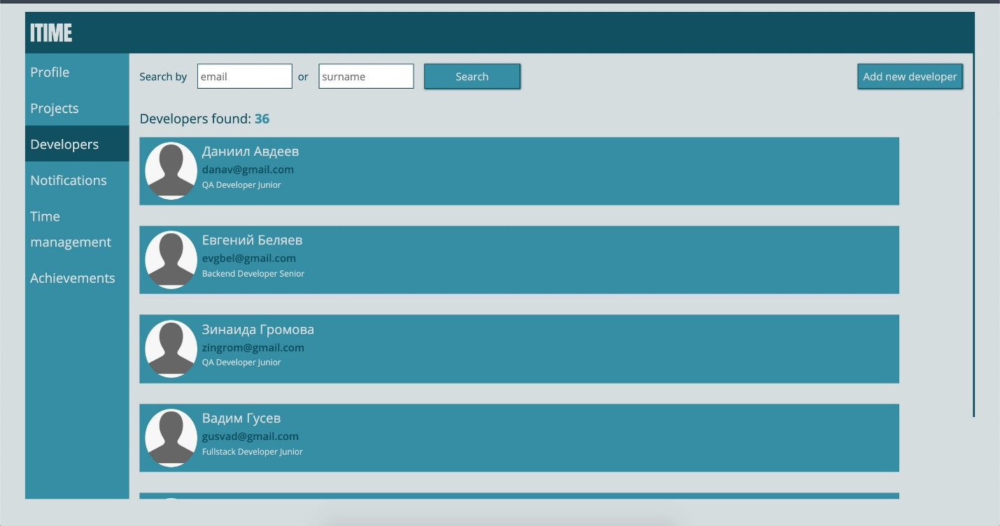 ITIME
Profile
Projects
Developers
Notifications
Time
management
Achievements
Search by email or surname Search Add new developer
Developers found: 36
Даниил Авдеев
danav@gmail.com
QA Developer Junior
Евгений Беляев
evgbel@gmail.com
Backend Developer Senior
Зинаида Громова
zingrom@gmail.com
QA Developer Junior
Вадим Гусев
gusvad@gmail.com
Fullstack Developer Junior